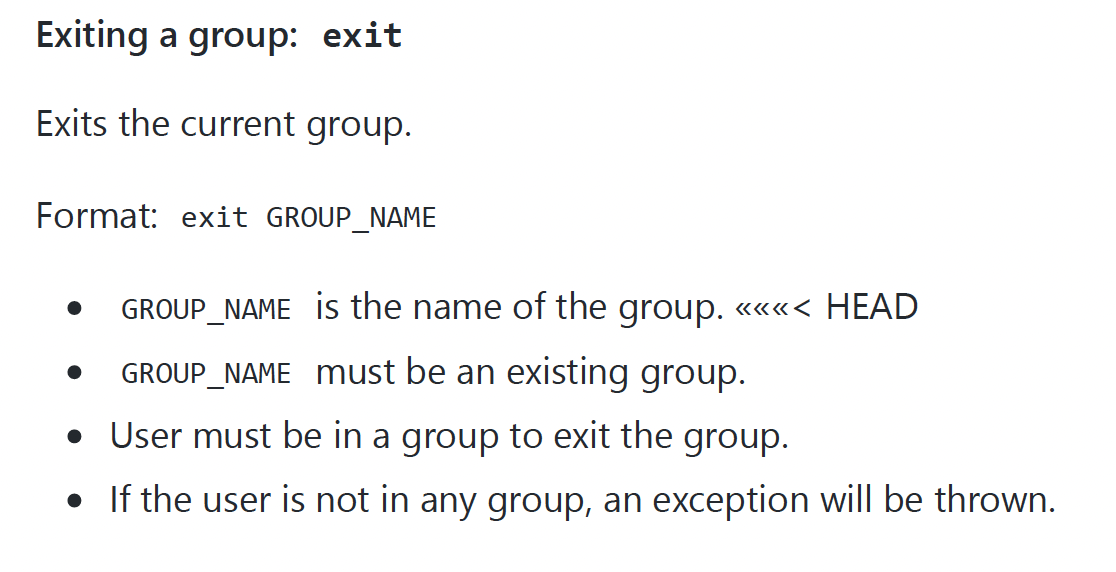 Exiting a group: exit
Exits the current group.
Format: exit GROUP_NAME
• GROUP_NAME is the name of the group. «««< HEAD
• GROUP_NAME must be an existing group.
• User must be in a group to exit the group.
• If the user is not in any group, an exception will be thrown.